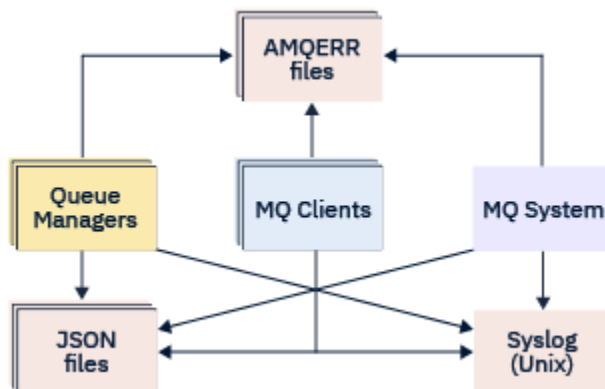 AMQERR
files
Queue
Managers
MQ Clients
MQ System
JSON
files
Syslog
(Unix)